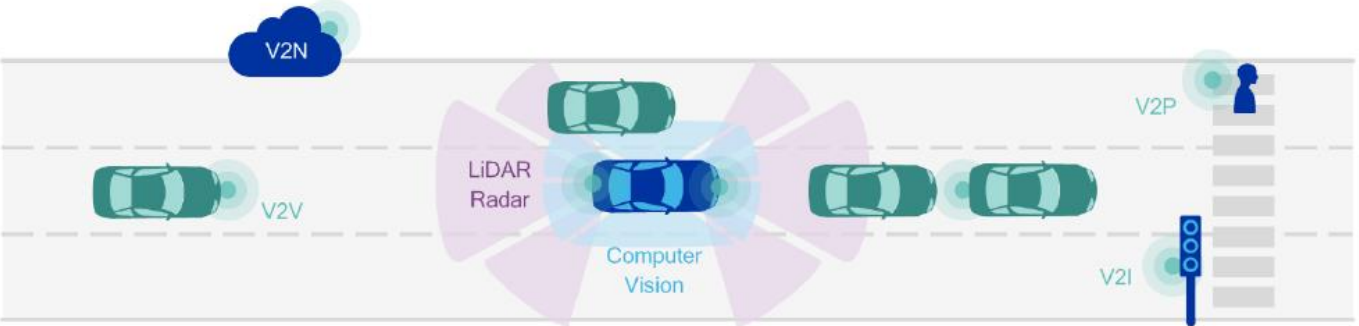 V2N
V2P
LiDAR
Radar
V2V
Computer
Vision
V2I